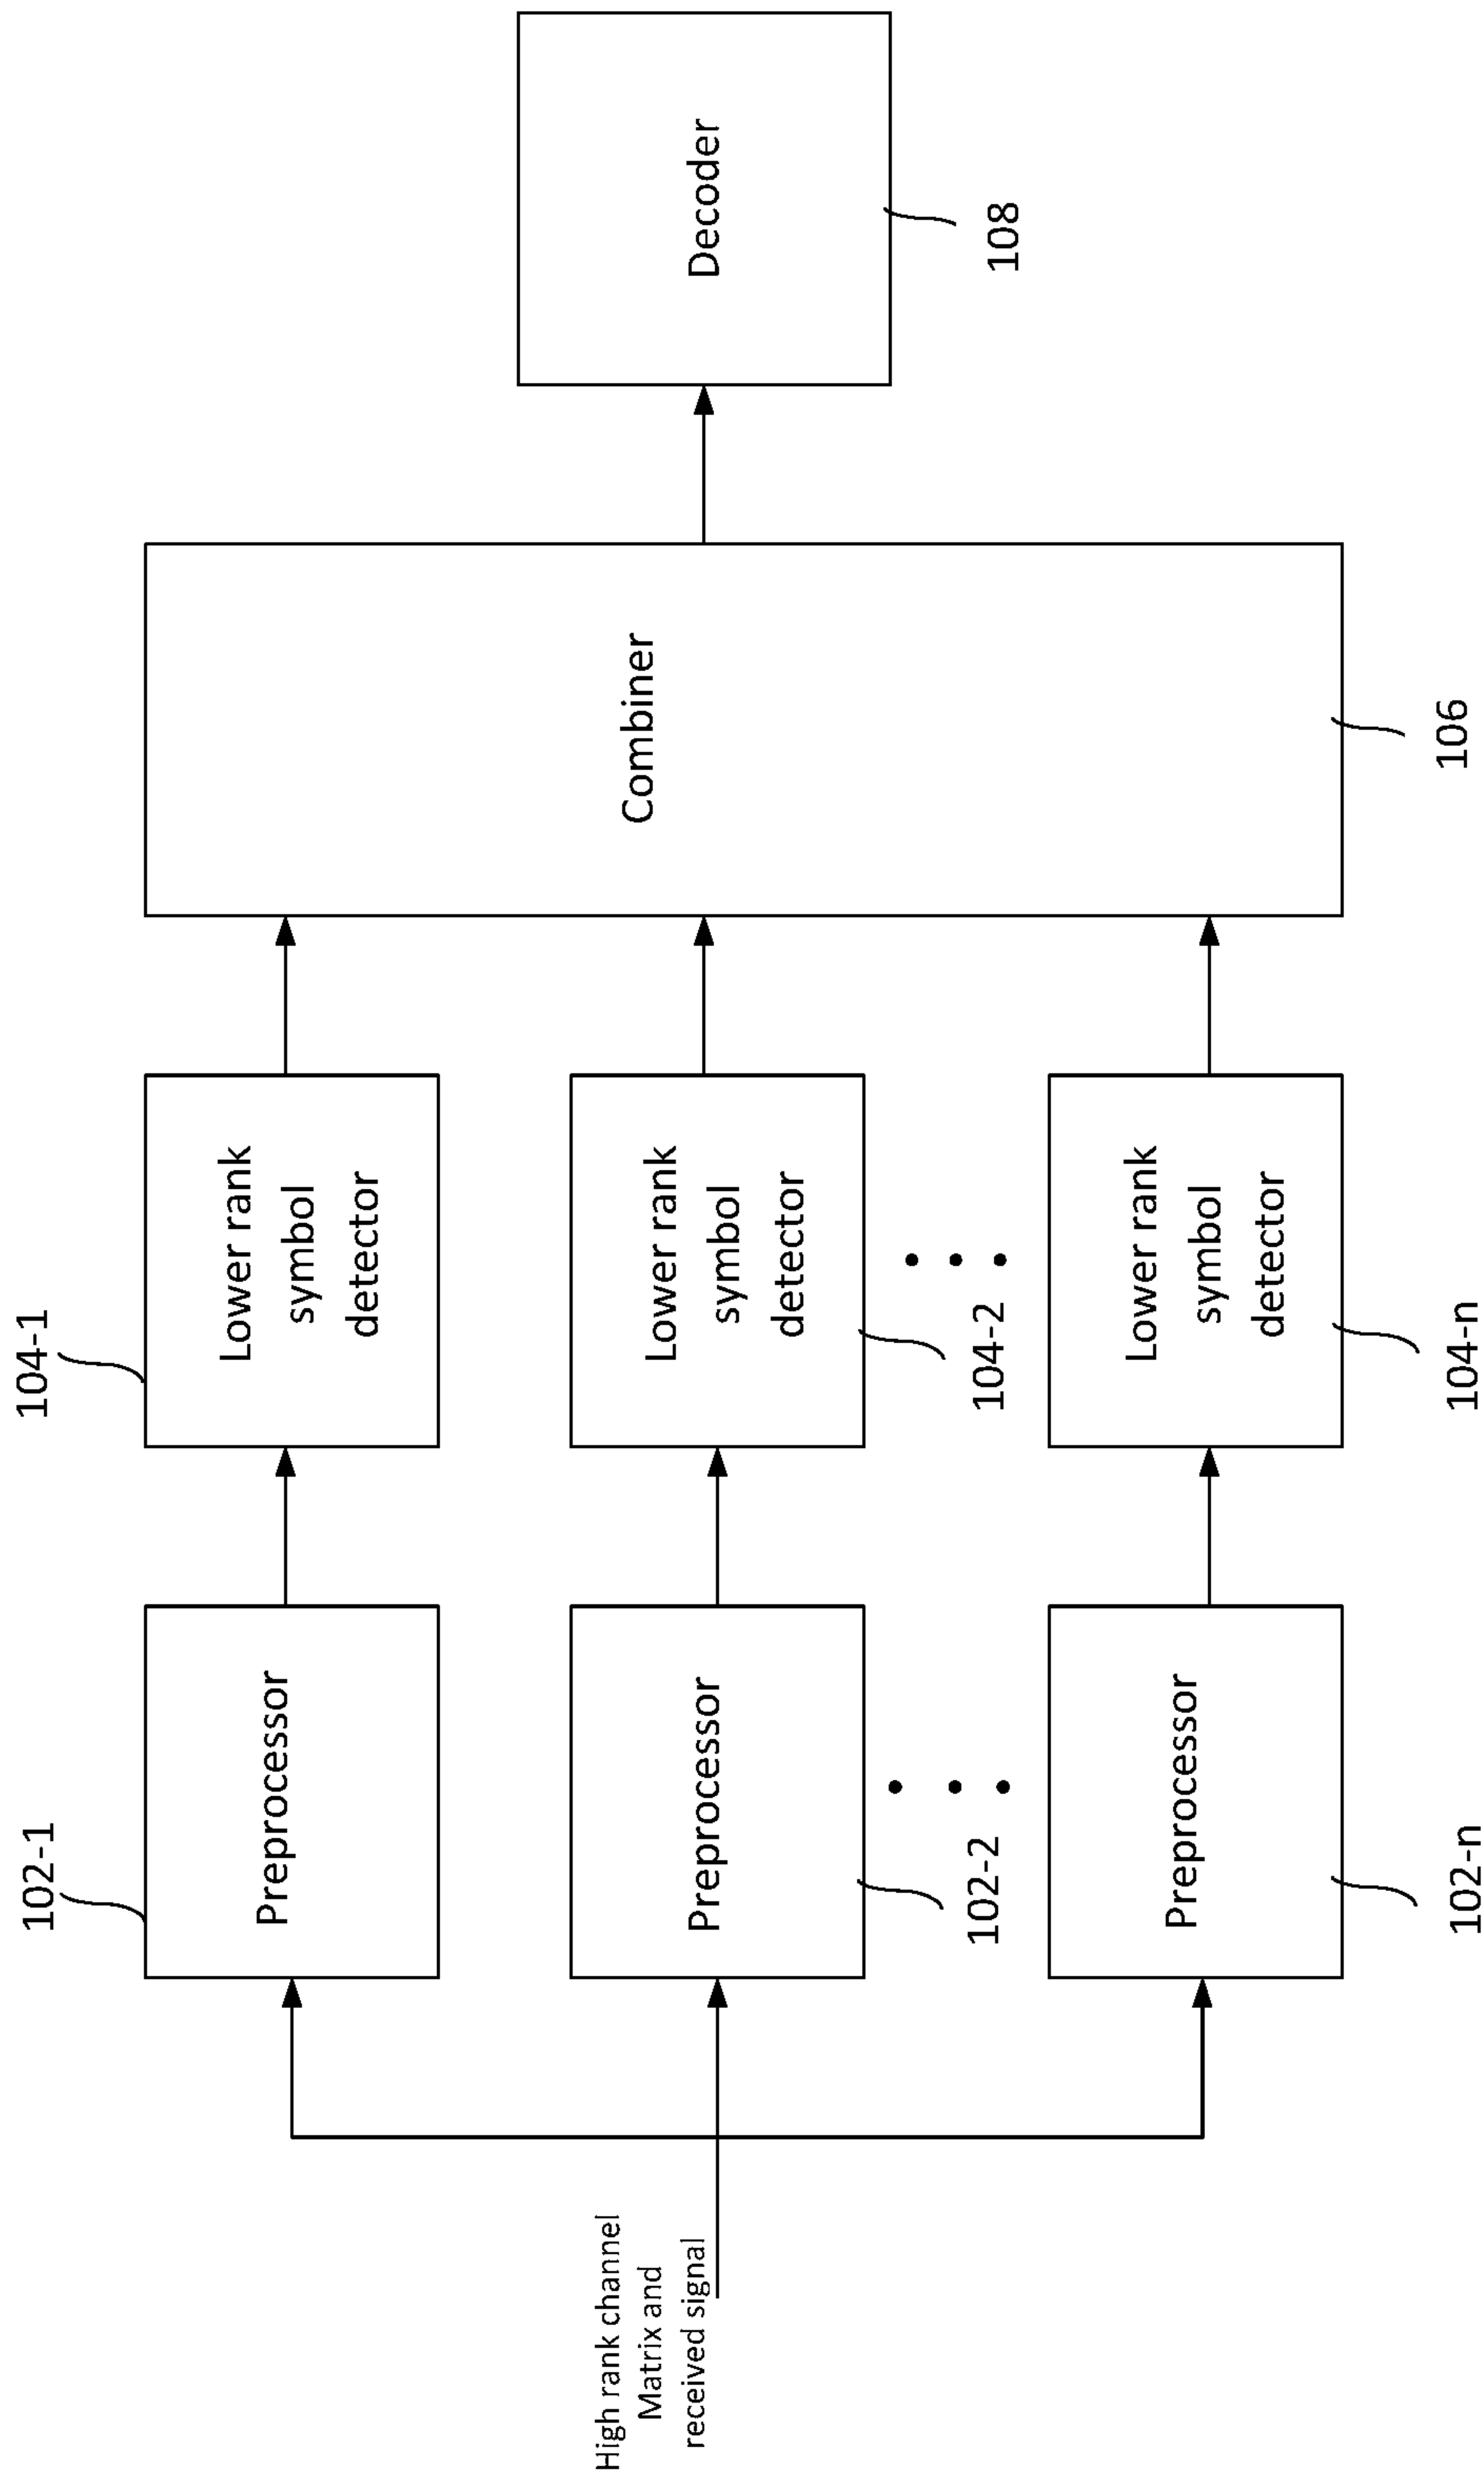 102-1
Preprocessor
104-1
Lower rank
symbol
detector
High rank channel
Matrix and
received signal
Preprocessor
102-2
Lower rank
symbol
detector
104-2
Combiner
106
Decoder
108
Preprocessor
102-n
Lower rank
symbol
detector
104-n